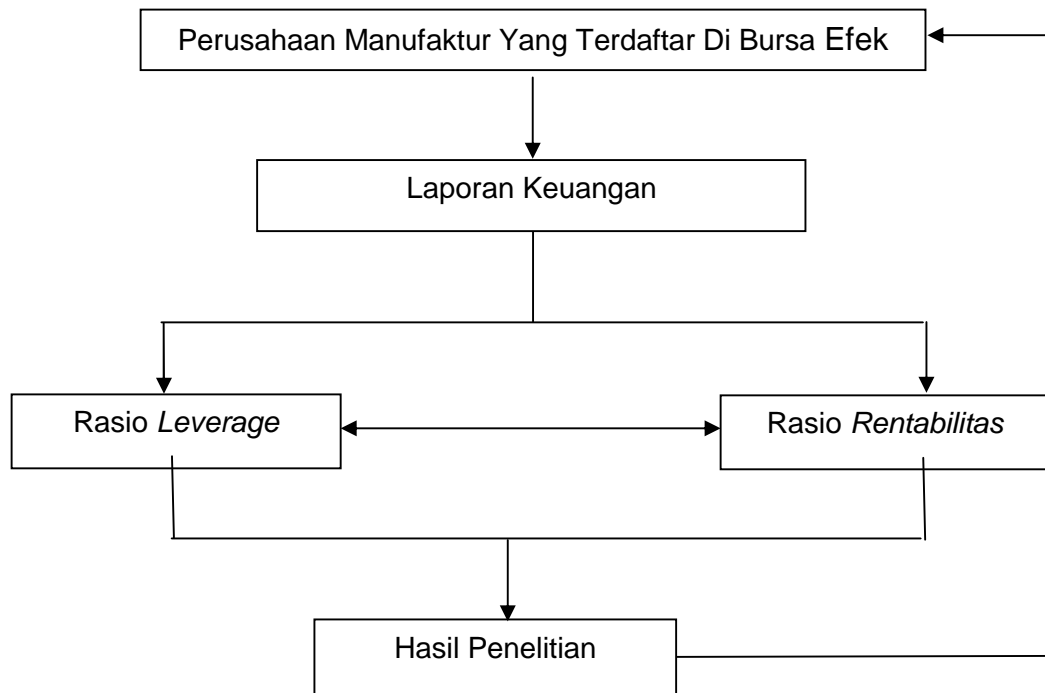 Perusahaan Manufaktur Yang Terdaftar Di Bursa Efek
Laporan Keuangan
Rasio Leverage
Rasio Rentabilitas
Hasil Penelitian